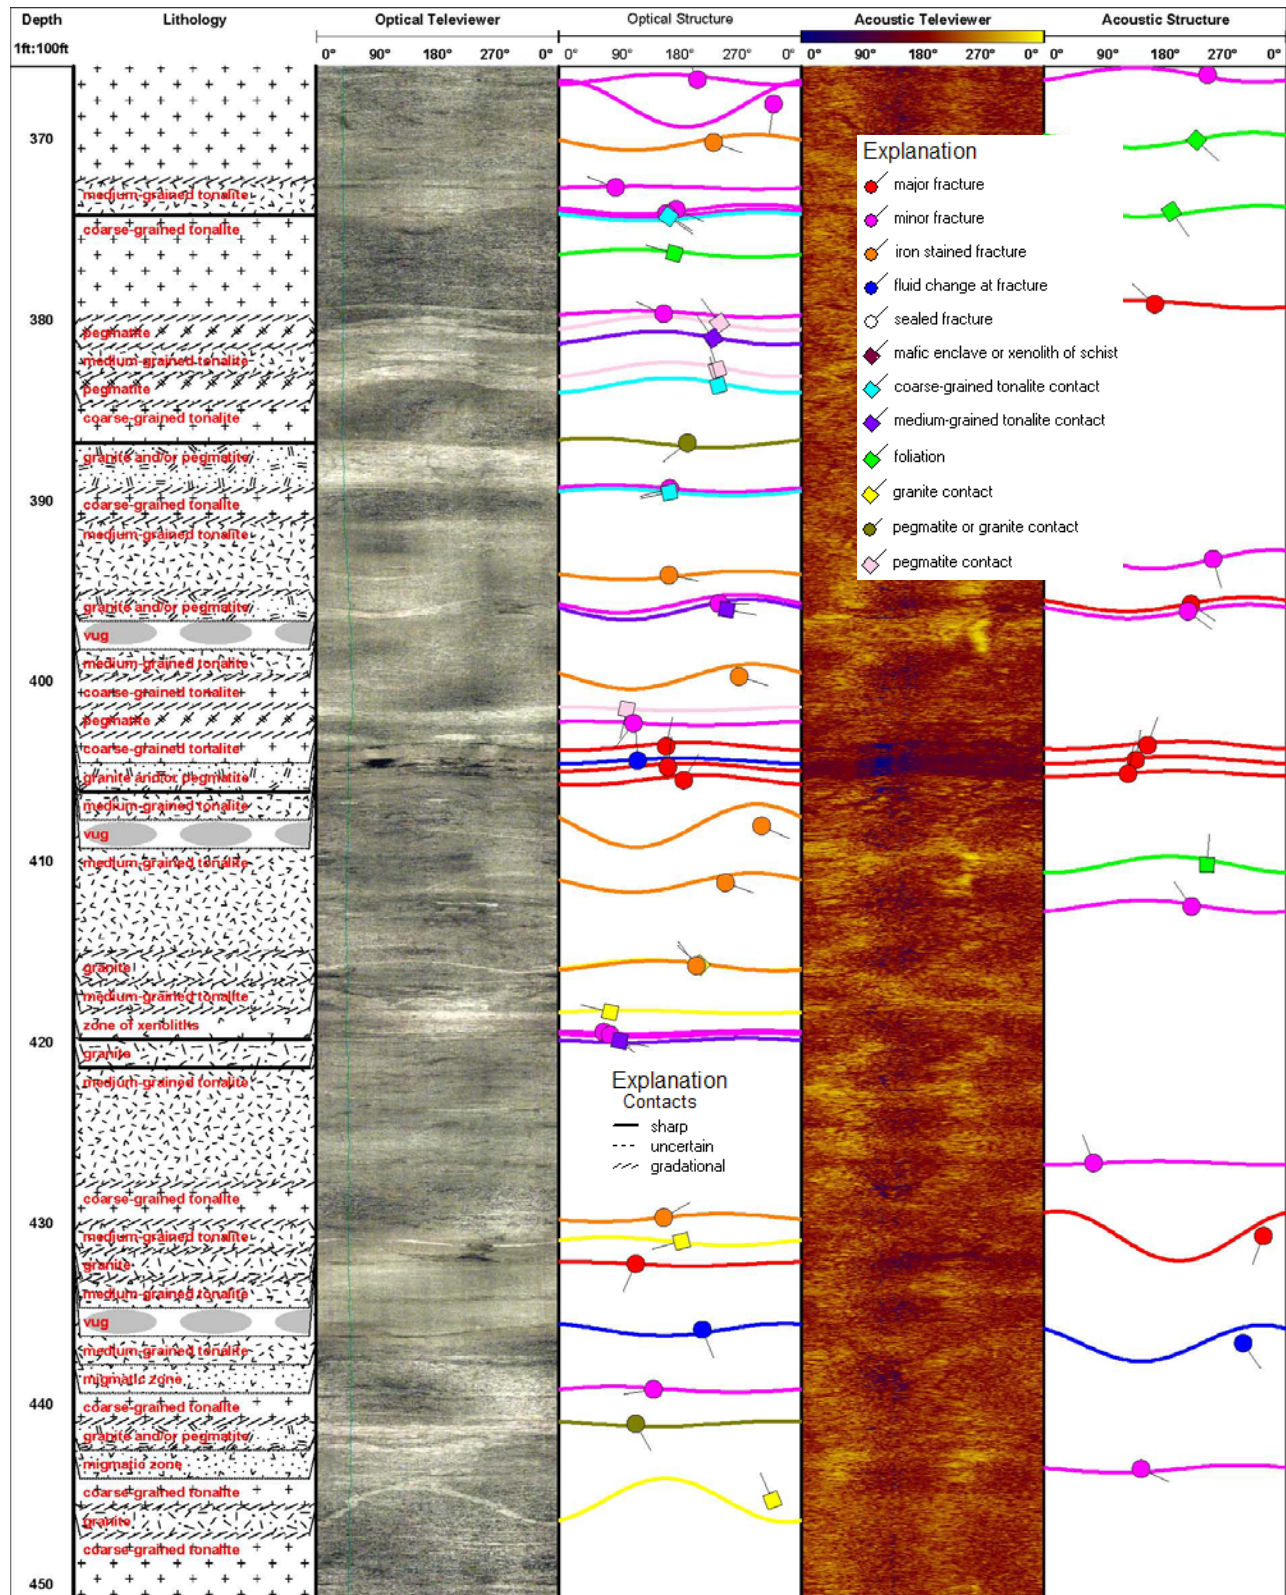 Depth Lithology Optical Televiewer Optical Structure Acoustic Televiewer Acoustic Structure
1ft:100ft 0° 90° 180° 270° 0° 0° 90° 180° 270° 0° 0° 90° 180° 270° 0° 0° 90° 180° 270° 0°
370
medium-grained tonalite
coarse-grained tonalite
380
pegmatite
medium-grained tonalite
pegmatite
coarse-grained tonalite
granite and/or pegmatite
390
coarse-grained tonalite
medium-grained tonalite
granite and/or pegmatite
vug
medium-grained tonalite
400
coarse-grained tonalite
pegmatite
coarse-grained tonalite
granite and/or pegmatite
medium-grained tonalite
vug
410
medium-grained tonalite
granite
medium-grained tonalite
zone of xenoliths
420
granite
medium-grained tonalite
coarse-grained tonalite
430
medium-grained tonalite
granite
medium-grained tonalite
vug
medium-grained tonalite
migmatic zone
440
coarse-grained tonalite
granite and/or pegmatite
migmatic zone
coarse-grained tonalite
granite
coarse-grained tonalite
450
Explanation
Contacts
sharp
uncertain
gradational
Explanation
major fracture
minor fracture
iron stained fracture
fluid change at fracture
sealed fracture
mafic enclave or xenolith of schist
coarse-grained tonalite contact
medium-grained tonalite contact
foliation
granite contact
pegmatite or granite contact
pegmatite contact